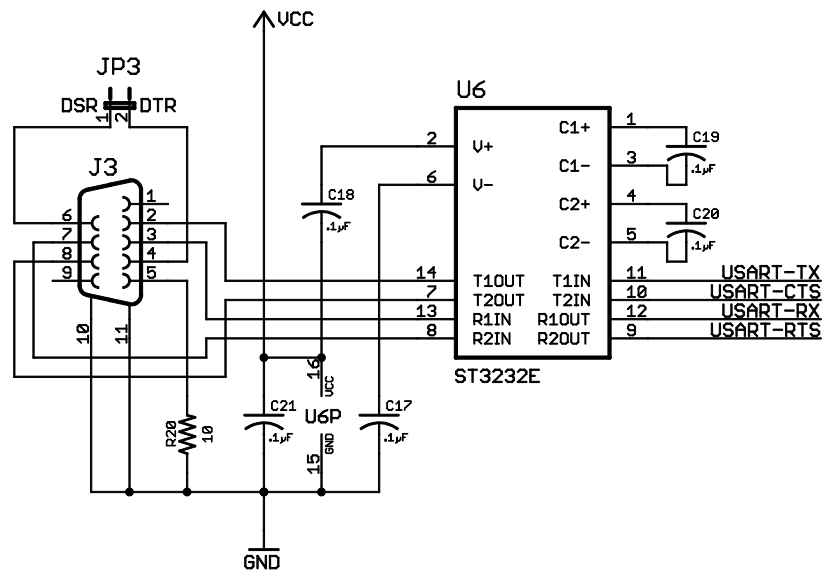 VCC
JP3
DSR DTR
1 2
U6
J3
1
6 2
7 3
8 4
9 5
10 11
2 V+
6 V-
C1+ 1
C1- 3
C2+ 4
C2- 5
C19
.1µF
C20
.1µF
C18
.1µF
14 T1OUT T1IN 11 USART-TX
7 T2OUT T2IN 10 USART-CTS
13 R1IN R1OUT 12 USART-RX
8 R2IN R2OUT 9 USART-RTS
ST3232E
16 VCC
U6P
15 GND
C21
.1µF
C17
.1µF
R20
10
GND